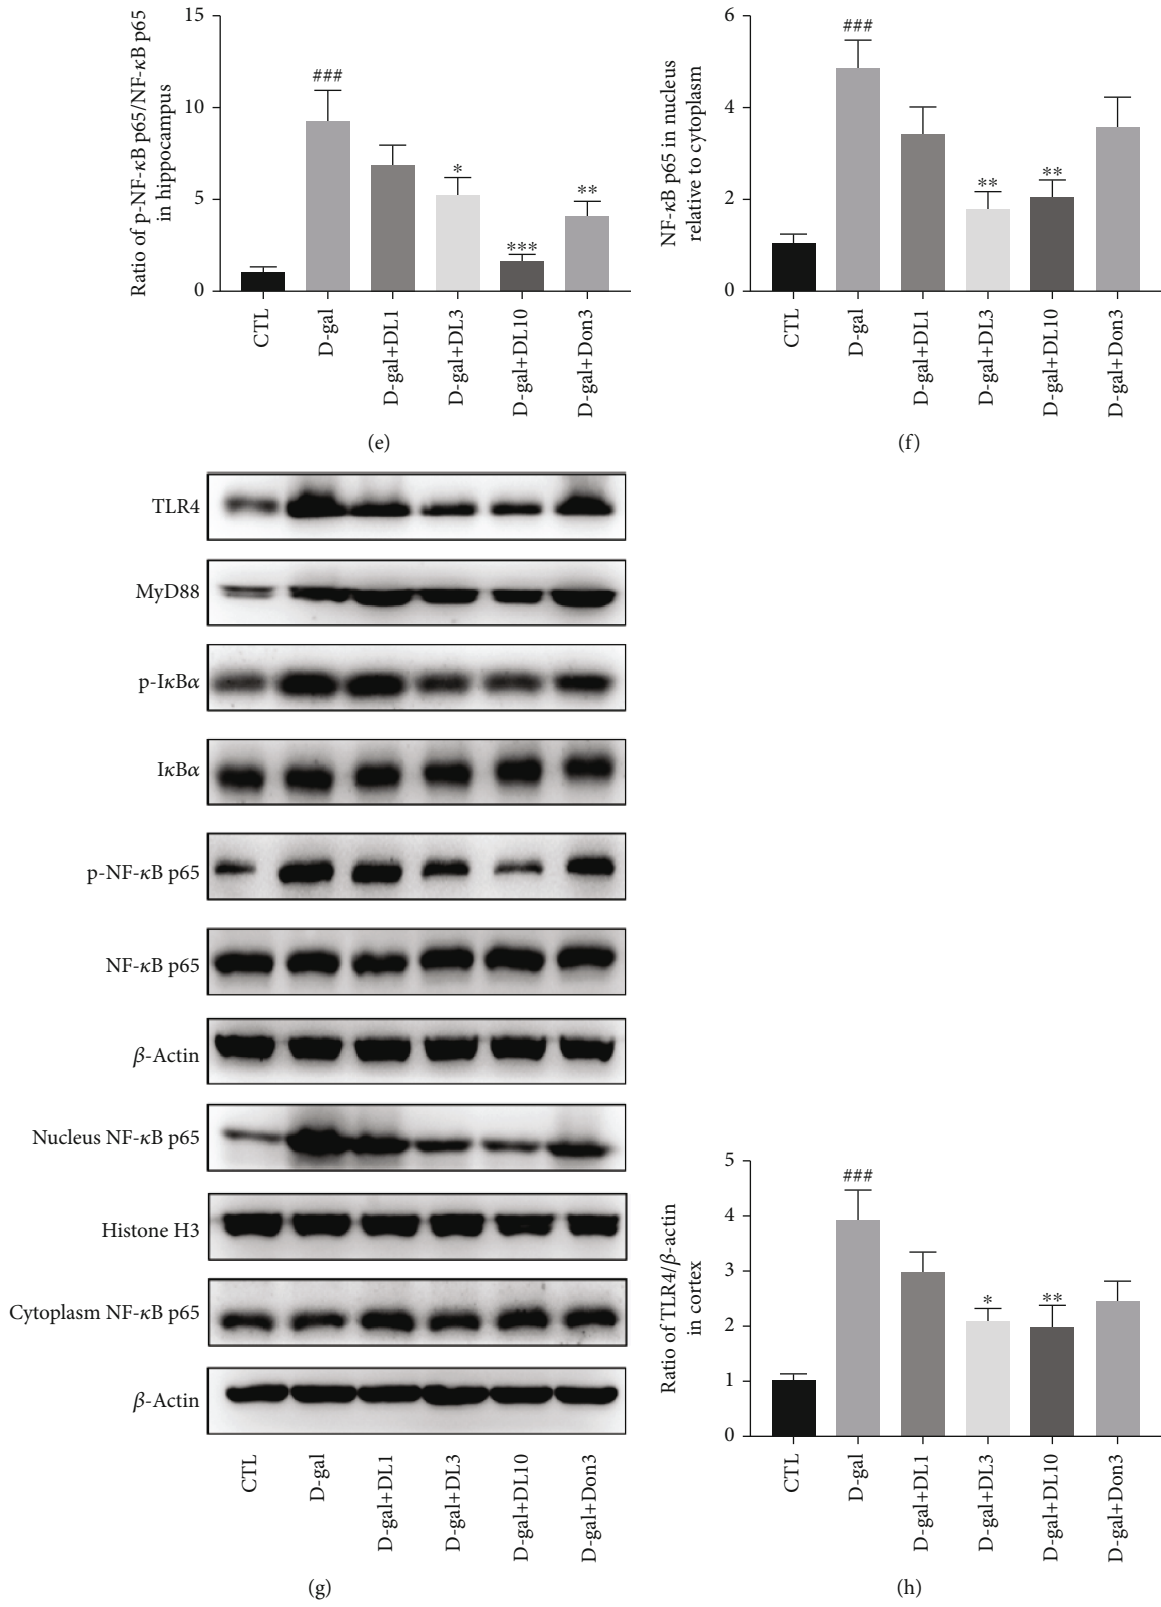 Ratio of p-NF-κB p65/NF-κB p65
in hippocampus
15
10
5
0
###
*
***
**
CTL
D-gal
D-gal+DL1
D-gal+DL3
D-gal+DL10
D-gal+Don3
(e)
NF-κB p65 in nucleus
relative to cytoplasm
6
4
2
0
###
**
**
CTL
D-gal
D-gal+DL1
D-gal+DL3
D-gal+DL10
D-gal+Don3
(f)
TLR4
MyD88
p-IκBα
IκBα
p-NF-κB p65
NF-κB p65
β-Actin
Nucleus NF-κB p65
Histone H3
Cytoplasm NF-κB p65
β-Actin
CTL
D-gal
D-gal+DL1
D-gal+DL3
D-gal+DL10
D-gal+Don3
(g)
Ratio of TLR4/β-actin
in cortex
5
4
3
2
1
0
###
*
**
CTL
D-gal
D-gal+DL1
D-gal+DL3
D-gal+DL10
D-gal+Don3
(h)